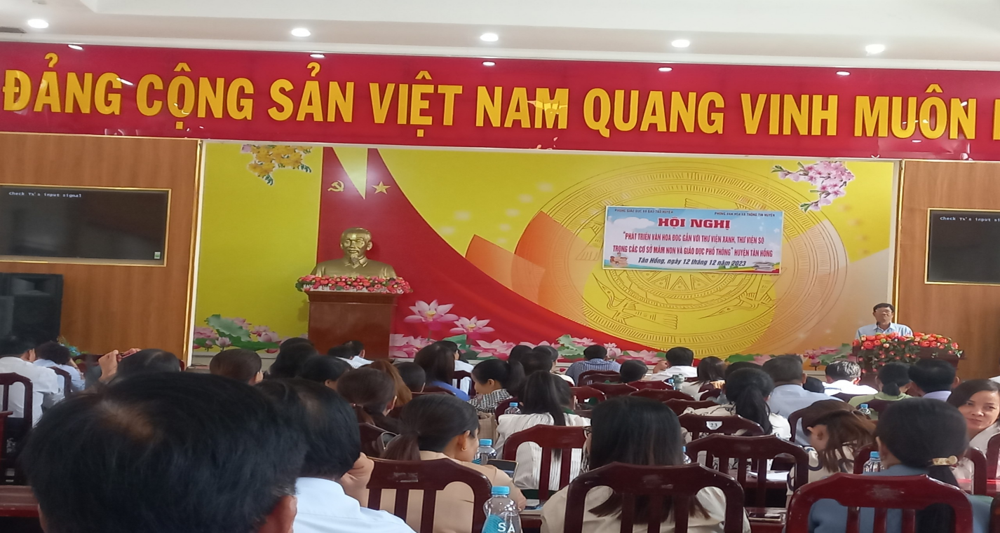 ĐẢNG CỘNG SẢN VIỆT NAM QUANG VINH MUÔN
Check TX's input signal
PHÒNG GIÁO DỤC VÀ ĐÀO TẠO HUYỆN
PHÒNG VĂN HÓA VÀ THÔNG TIN HUYỆN
HỘI NGHỊ
"PHÁT TRIỂN VĂN HÓA ĐỌC GẮN VỚI THƯ VIỆN XANH, THƯ VIỆN SỐ
TRONG CÁC CƠ SỞ MẦM NON VÀ GIÁO DỤC PHỔ THÔNG" HUYỆN TÂN HỒNG
Tân Hồng, ngày 12 tháng 12 năm 2023
Check TX's input
23
SA